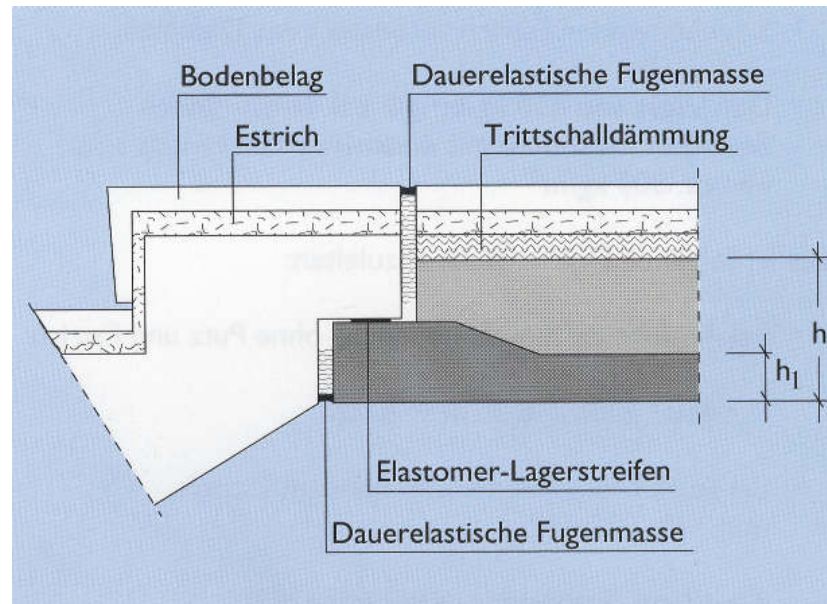 Bodenbelag
Dauerelastische Fugenmasse
Estrich
Trittschalldämmung
h
h1
Elastomer-Lagerstreifen
Dauerelastische Fugenmasse